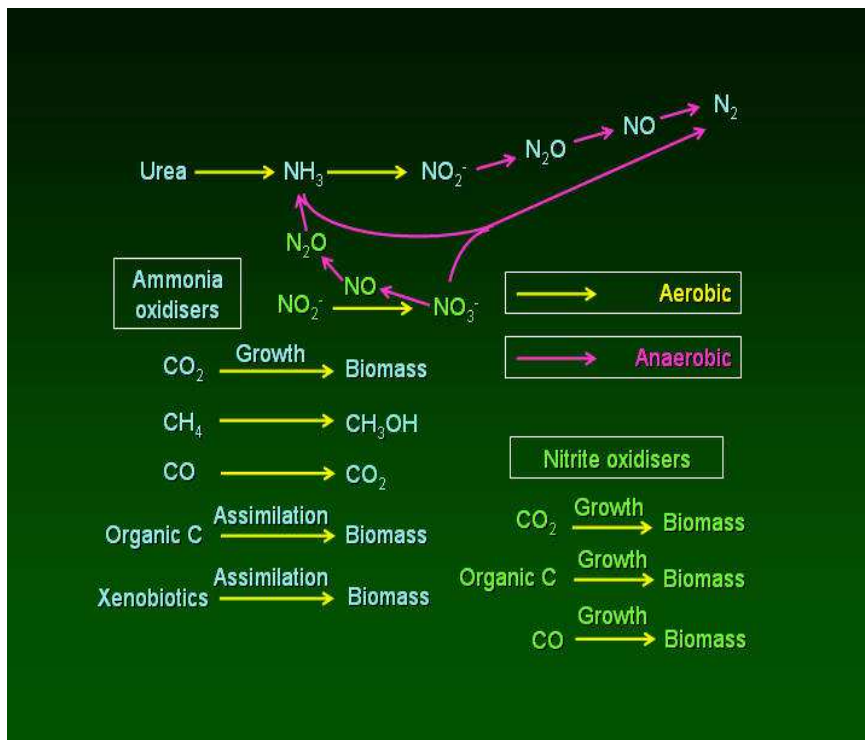 N₂
NO
N₂O
Urea NH₃ NO₂⁻
N₂O
Ammonia
oxidisers
NO
NO₂⁻ NO₃⁻
Aerobic
Anaerobic
Growth
CO₂ Biomass
CH₄ CH₃OH
CO CO₂
Assimilation
Organic C Biomass
Assimilation
Xenobiotics Biomass
Nitrite oxidisers
Growth
CO₂ Biomass
Growth
Organic C Biomass
Growth
CO Biomass